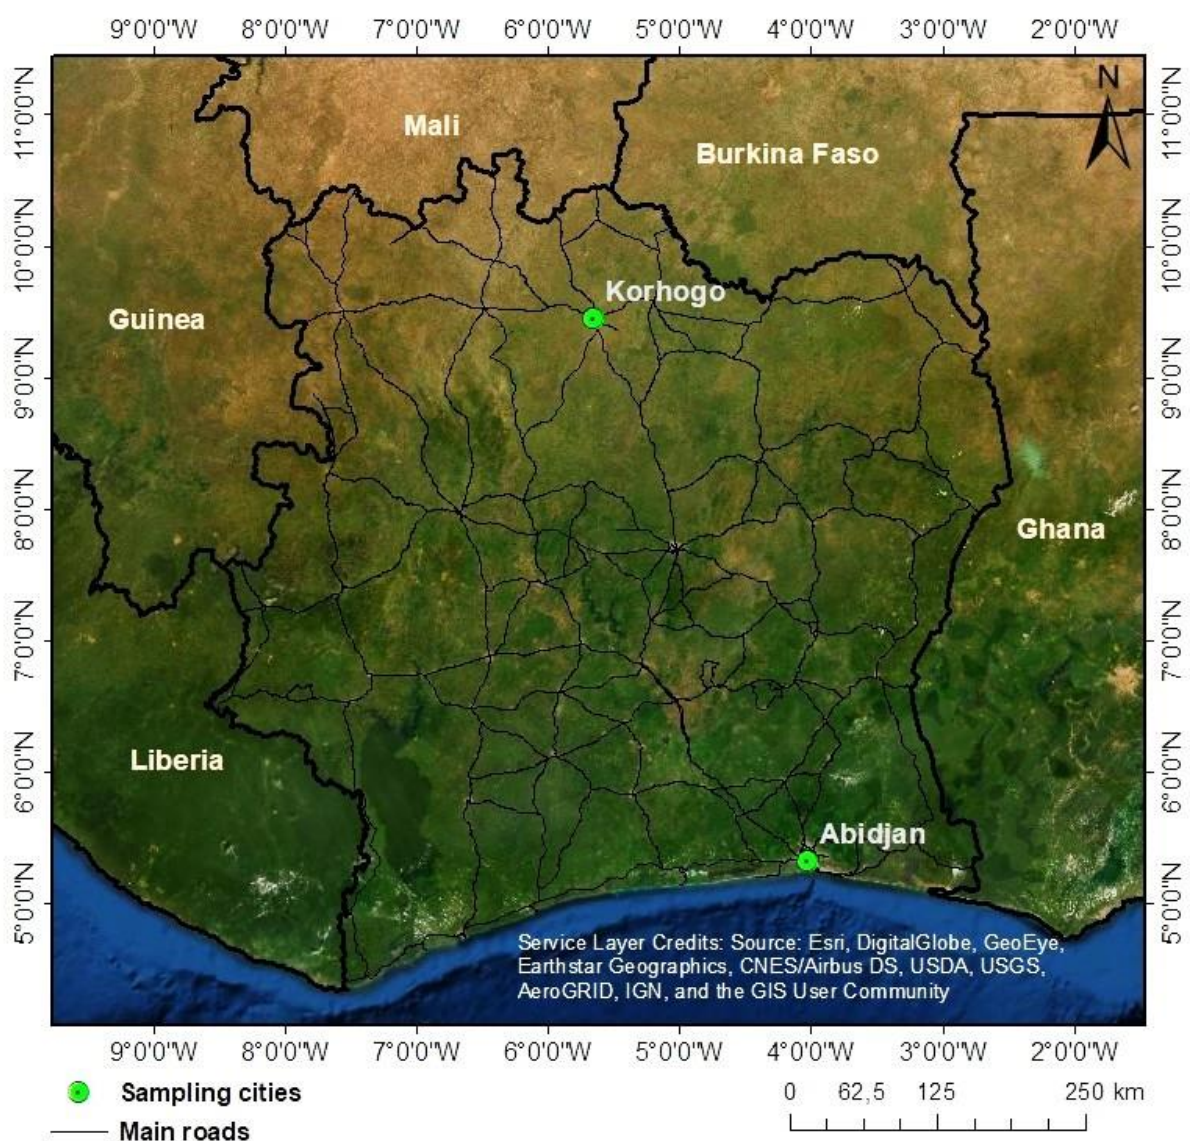 9°0'0"W 8°0'0"W 7°0'0"W 6°0'0"W 5°0'0"W 4°0'0"W 3°0'0"W 2°0'0"W
N
11°0'0"N
11°0'0"N
Mali
Burkina Faso
10°0'0"N
10°0'0"N
Korhogo
Guinea
9°0'0"N
9°0'0"N
8°0'0"N
8°0'0"N
Ghana
7°0'0"N
7°0'0"N
Liberia
6°0'0"N
6°0'0"N
Abidjan
5°0'0"N
5°0'0"N
Service Layer Credits: Source: Esri, DigitalGlobe, GeoEye,
Earthstar Geographics, CNES/Airbus DS, USDA, USGS,
AeroGRID, IGN, and the GIS User Community
9°0'0"W 8°0'0"W 7°0'0"W 6°0'0"W 5°0'0"W 4°0'0"W 3°0'0"W 2°0'0"W
Sampling cities
0 62,5 125 250 km
Main roads